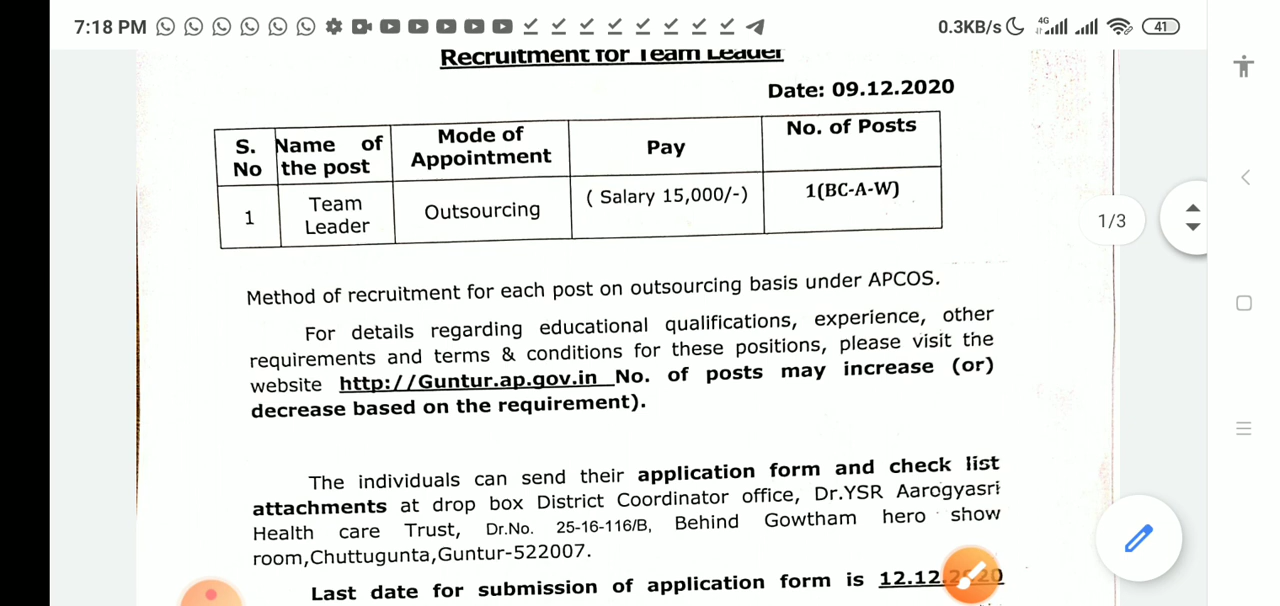 7:18 PM
0.3KB/s 4G 41
Recruitment for Team Leader
Date: 09.12.2020
S. No
Name of the post
Mode of Appointment
Pay
No. of Posts
1
Team Leader
Outsourcing
( Salary 15,000/-)
1(BC-A-W)
1/3
Method of recruitment for each post on outsourcing basis under APCOS.
For details regarding educational qualifications, experience, other
requirements and terms & conditions for these positions, please visit the
website http://Guntur.ap.gov.in No. of posts may increase (or)
decrease based on the requirement).
The individuals can send their application form and check list
attachments at drop box District Coordinator office, Dr.YSR Aarogyasri
Health care Trust, Dr.No. 25-16-116/B, Behind Gowtham hero show
room,Chuttugunta,Guntur-522007.
Last date for submission of application form is 12.12.2020